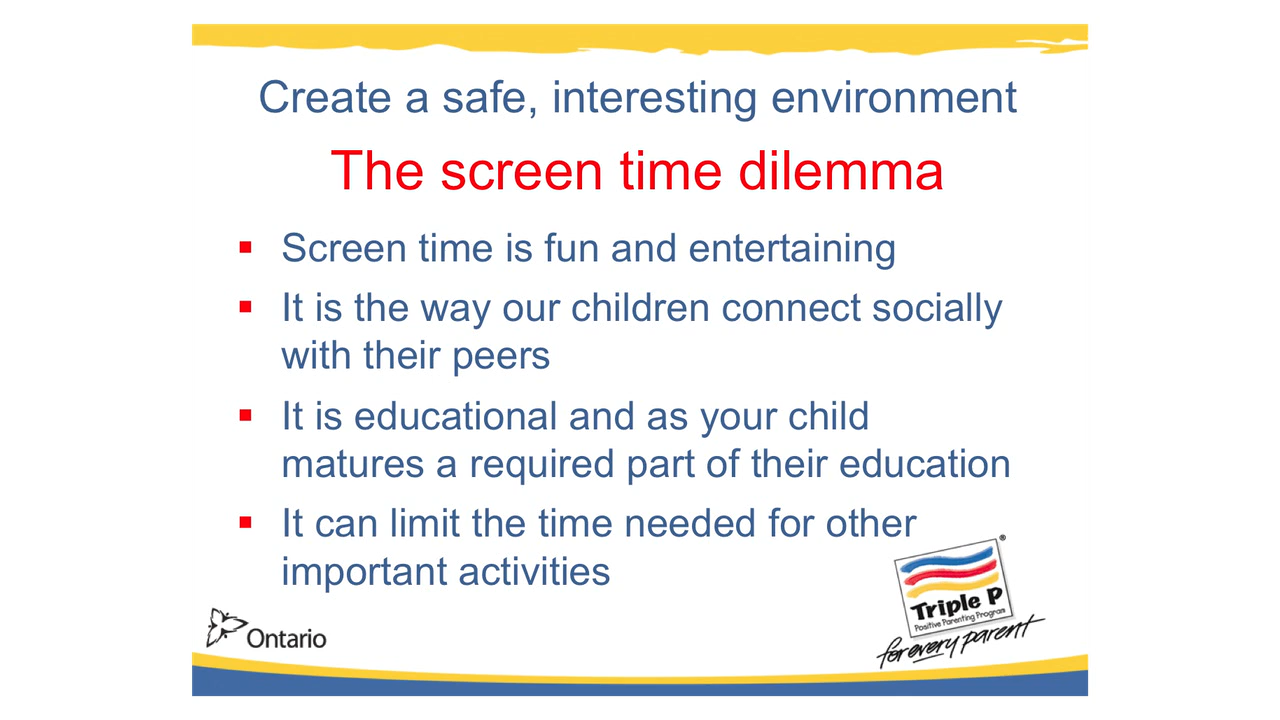 Create a safe, interesting environment
The screen time dilemma
▪ Screen time is fun and entertaining
▪ It is the way our children connect socially
with their peers
▪ It is educational and as your child
matures a required part of their education
▪ It can limit the time needed for other
important activities
Triple P
Positive Parenting Program
®
for every parent
Ontario